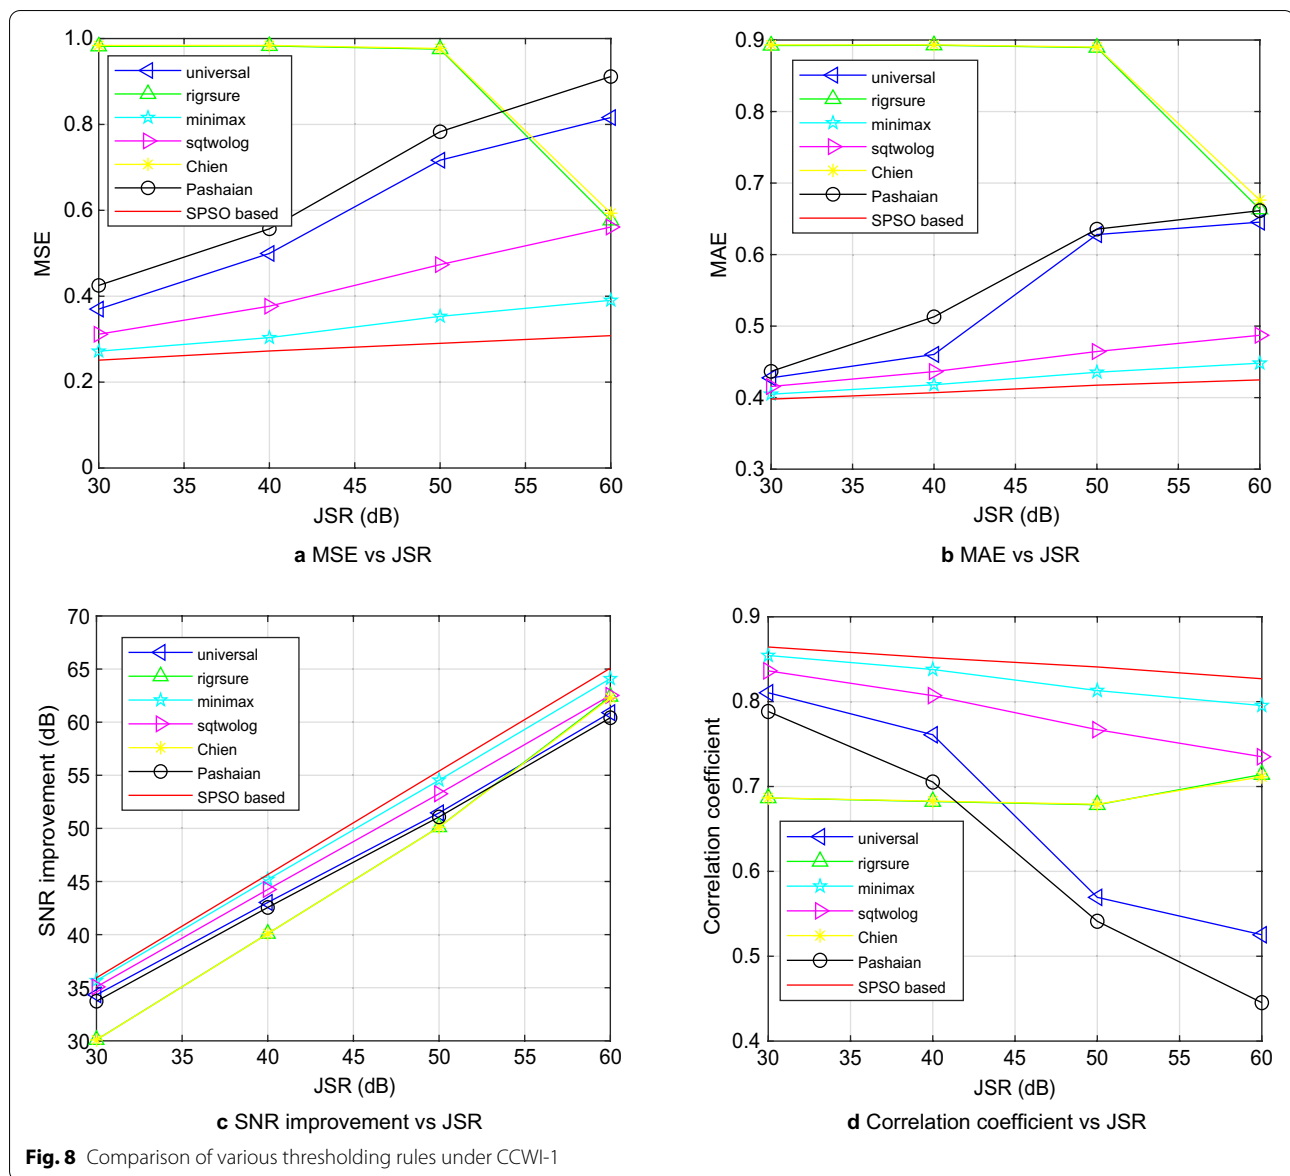 1.0
0.8
0.6
0.4
0.2
0
MSE
universal
rigrsure
minimax
sqtwolog
Chien
Pashaian
SPSO based
30 35 40 45 50 55 60
JSR (dB)
a MSE vs JSR
0.9
0.8
0.7
0.6
0.5
0.4
0.3
MAE
universal
rigrsure
minimax
sqtwolog
Chien
Pashaian
SPSO based
30 35 40 45 50 55 60
JSR (dB)
b MAE vs JSR
70
65
60
55
50
45
40
35
30
SNR improvement (dB)
universal
rigrsure
minimax
sqtwolog
Chien
Pashaian
SPSO based
30 35 40 45 50 55 60
JSR (dB)
c SNR improvement vs JSR
0.9
0.8
0.7
0.6
0.5
0.4
Correlation coefficient
universal
rigrsure
minimax
sqtwolog
Chien
Pashaian
SPSO based
30 35 40 45 50 55 60
JSR (dB)
d Correlation coefficient vs JSR
Fig. 8 Comparison of various thresholding rules under CCWI-1